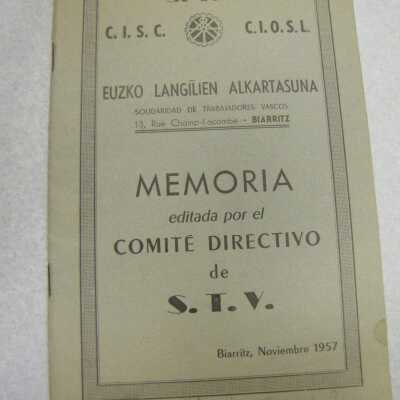 C. I. S. C. C.I.O.S.L.
EUZKO LANGÍLIEN ALKARTASUNA
SOLIDARIDAD DE TRABAJADORES VASCOS
13, Rue Champ-Lacombe - BIARRITZ
MEMORIA
editada por el
COMITÉ DIRECTIVO
de
S. T. V.
Biarritz, Noviembre 1957